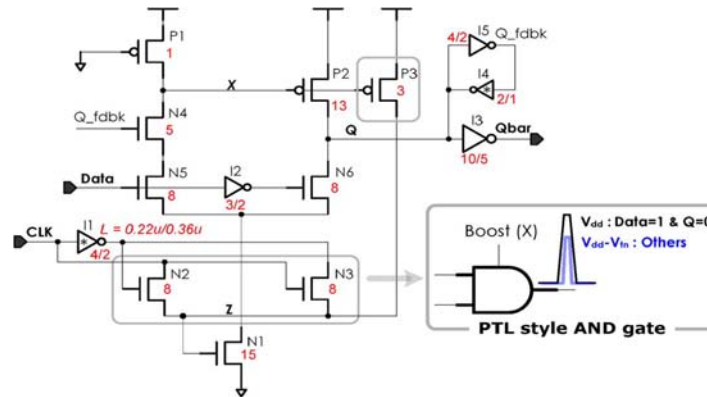 P1
1
X
P2
13
P3
3
I5
4/2
Q_fdbk
I4
*
2/1
Q_fdbk
N4
5
Q
I3
10/5
Qbar
Data
N5
8
I2
3/2
N6
8
CLK
I1
*
4/2
L = 0.22u/0.36u
N2
8
N3
8
Z
N1
15
Boost (X)
Vdd : Data=1 & Q=0
Vdd-Vtn : Others
PTL style AND gate